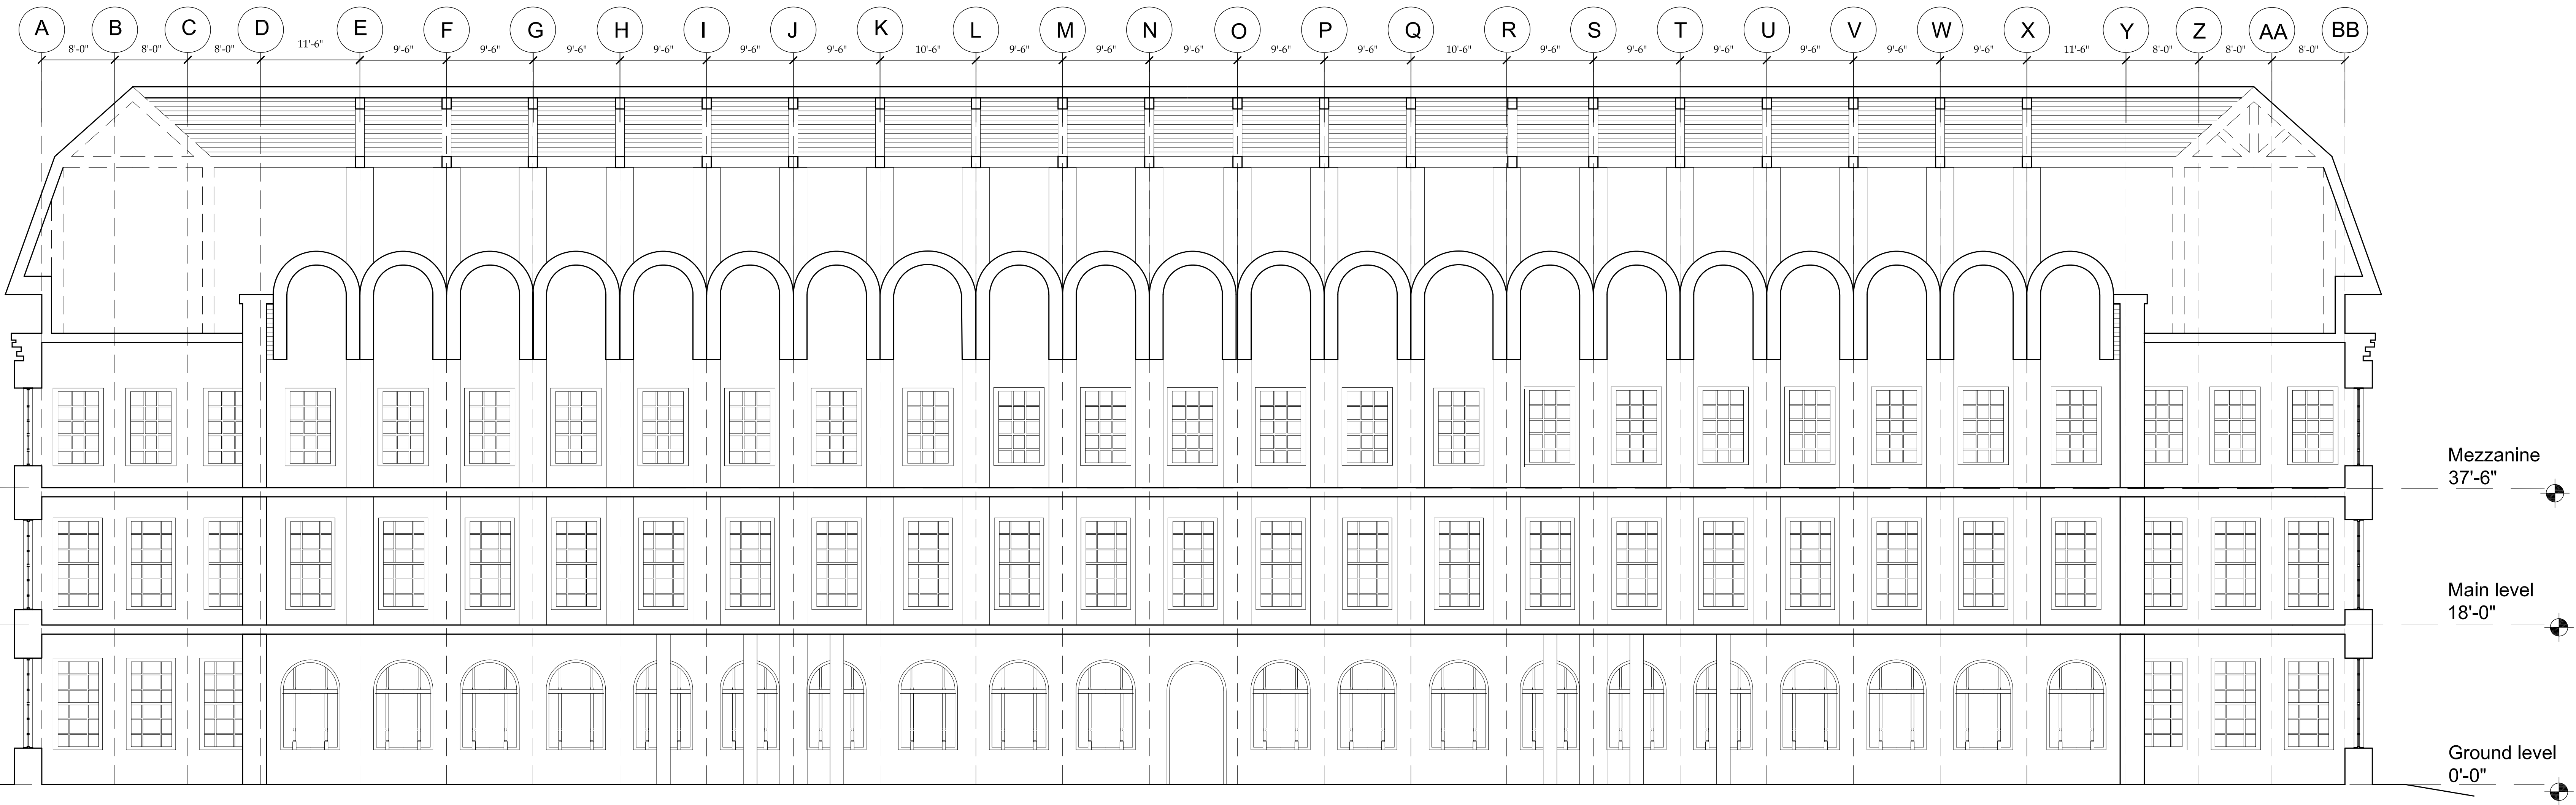 A B C D E F G H I J K L M N O P Q R S T U V W X Y Z AA BB
8'-0" 8'-0" 8'-0" 11'-6" 9'-6" 9'-6" 9'-6" 9'-6" 9'-6" 9'-6" 10'-6" 9'-6" 9'-6" 9'-6" 9'-6" 9'-6" 10'-6" 9'-6" 9'-6" 9'-6" 9'-6" 9'-6" 9'-6" 11'-6" 8'-0" 8'-0" 8'-0"
Mezzanine
37'-6"
Main level
18'-0"
Ground level
0'-0"